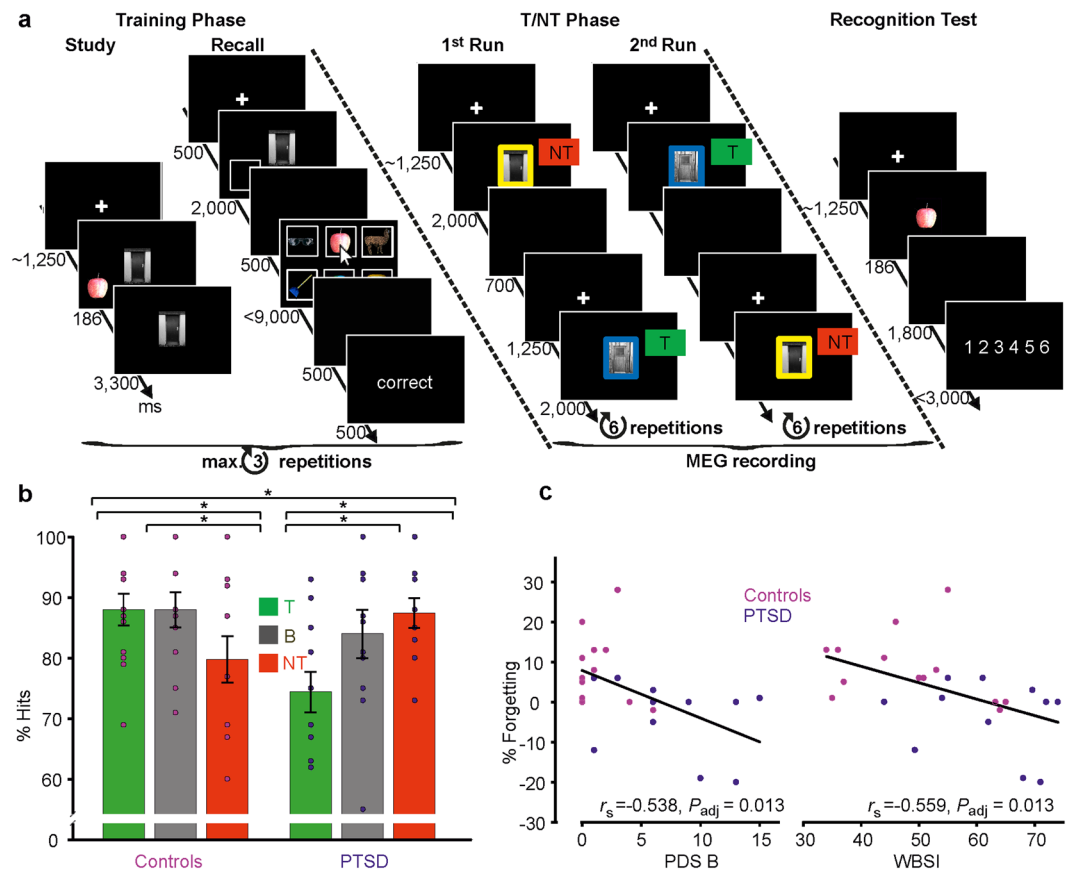 a
Training Phase
T/NT Phase
Recognition Test
Study
Recall
1st Run
2nd Run
~1,250
186
3,300
ms
500
2,000
500
<9,000
500
correct
500
max. 3 repetitions
NT
~1,250
2,000
700
1,250
T
2,000
6 repetitions
T
NT
6 repetitions
MEG recording
~1,250
186
1,800
1 2 3 4 5 6
<3,000
b
* 
* *
* *
% Hits
100
90
80
70
60
0
T
B
NT
Controls
PTSD
c
Controls
PTSD
% Forgetting
30
20
10
0
-10
-20
-30
rs=-0.538, Padj = 0.013
rs=-0.559, Padj = 0.013
0 5 10 15
30 40 50 60 70
PDS B
WBSI